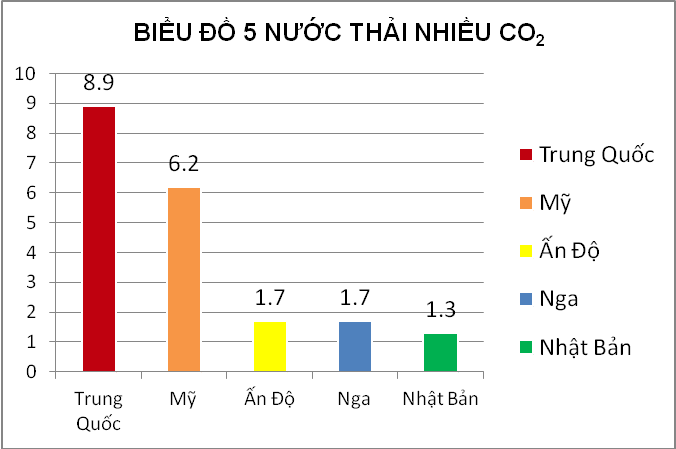 BIỂU ĐỒ 5 NƯỚC THẢI NHIỀU CO₂
10
9
8
7
6
5
4
3
2
1
0
8.9
6.2
1.7
1.7
1.3
Trung Quốc
Mỹ
Ấn Độ
Nga
Nhật Bản
Trung
Quốc
Mỹ
Ấn Độ
Nga
Nhật Bản